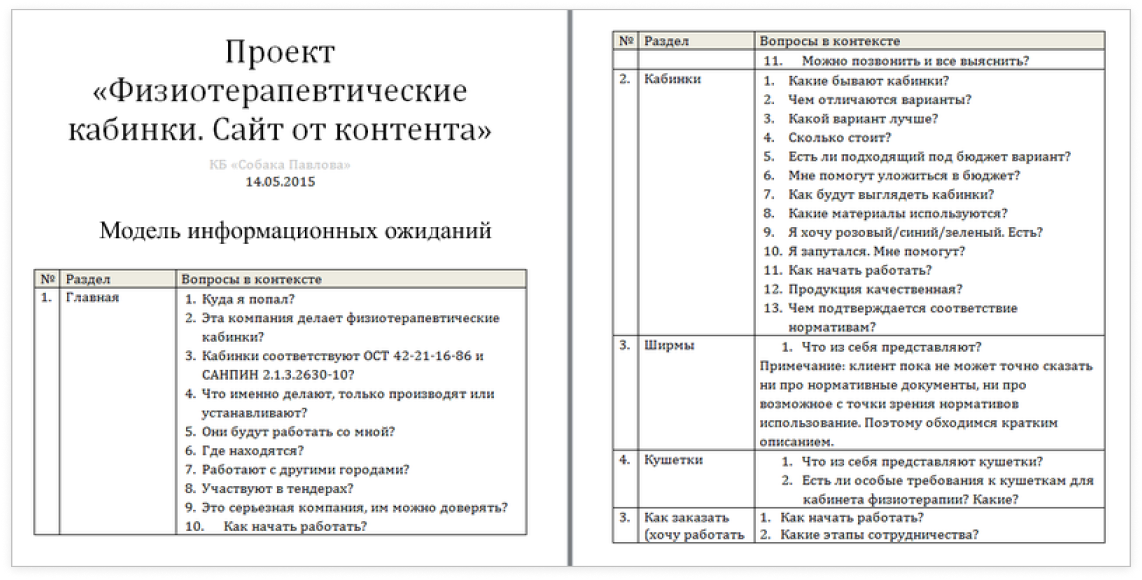 Проект
«Физиотерапевтические
кабинки. Сайт от контента»
КБ «Собака Павлова»
14.05.2015
Модель информационных ожиданий
№ Раздел Вопросы в контексте
1. Главная 1. Куда я попал?
2. Эта компания делает физиотерапевтические
кабинки?
3. Кабинки соответствуют ОСТ 42-21-16-86 и
САНПИН 2.1.3.2630-10?
4. Что именно делают, только производят или
устанавливают?
5. Они будут работать со мной?
6. Где находятся?
7. Работают с другими городами?
8. Участвуют в тендерах?
9. Это серьезная компания, им можно доверять?
10. Как начать работать?
№ Раздел Вопросы в контексте
11. Можно позвонить и все выяснить?
2. Кабинки 1. Какие бывают кабинки?
2. Чем отличаются варианты?
3. Какой вариант лучше?
4. Сколько стоит?
5. Есть ли подходящий под бюджет вариант?
6. Мне помогут уложиться в бюджет?
7. Как будут выглядеть кабинки?
8. Какие материалы используются?
9. Я хочу розовый/синий/зеленый. Есть?
10. Я запутался. Мне помогут?
11. Как начать работать?
12. Продукция качественная?
13. Чем подтверждается соответствие
нормативам?
3. Ширмы 1. Что из себя представляют?
Примечание: клиент пока не может точно сказать
ни про нормативные документы, ни про
возможное с точки зрения нормативов
использование. Поэтому обходимся кратким
описанием.
4. Кушетки 1. Что из себя представляют кушетки?
2. Есть ли особые требования к кушеткам для
кабинета физиотерапии? Какие?
3. Как заказать 1. Как начать работать?
(хочу работать 2. Какие этапы сотрудничества?